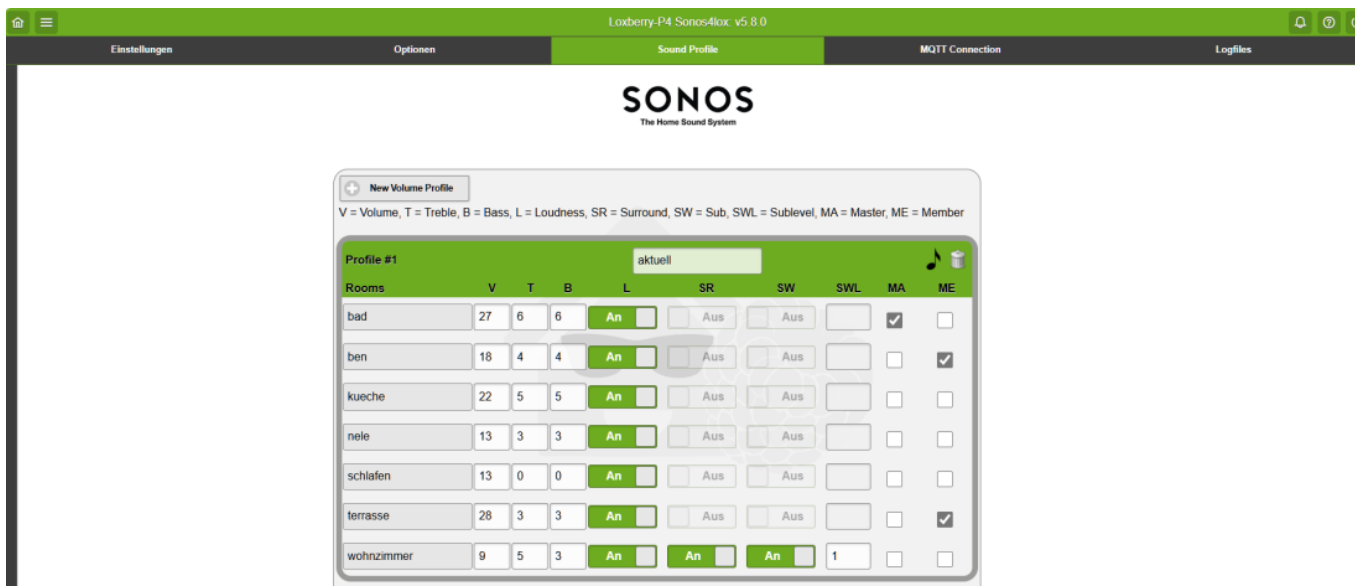 Loxberry-P4 Sonos4lox: v5.8.0
Einstellungen Optionen Sound Profile MQTT Connection Logfiles
SONOS
The Home Sound System
New Volume Profile
V = Volume, T = Treble, B = Bass, L = Loudness, SR = Surround, SW = Sub, SWL = Sublevel, MA = Master, ME = Member
Profile #1 aktuell
Rooms V T B L SR SW SWL MA ME
bad 27 6 6 An Aus Aus
ben 18 4 4 An Aus Aus
kueche 22 5 5 An Aus Aus
nele 13 3 3 An Aus Aus
schlafen 13 0 0 An Aus Aus
terrasse 28 3 3 An Aus Aus
wohnzimmer 9 5 3 An An An 1